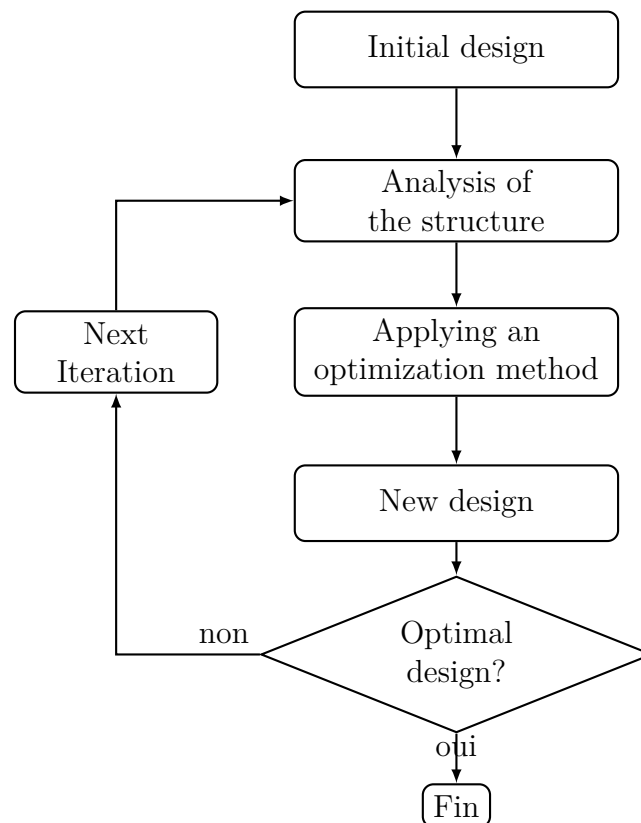 Initial design
Analysis of
the structure
Next
Iteration
Applying an
optimization method
New design
non
Optimal
design?
oui
Fin